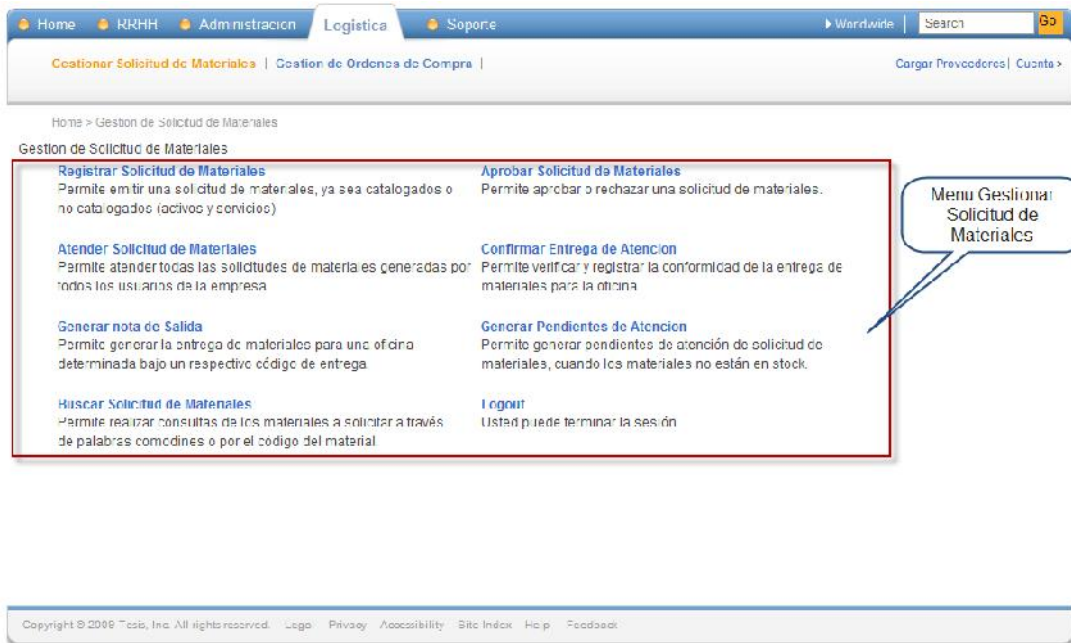 Home RRHH Administracion Logistica Soporte Worldwide Search Go
Gestionar Solicitud de Materiales | Gestion de Ordenes de Compra | Cargar Proveedores | Cuenta >
Home > Gestion de Solicitud de Materiales
Gestion de Solicitud de Materiales
Registrar Solicitud de Materiales
Permite emitir una solicitud de materiales, ya sea catalogados o
no catalogados (activos y servicios)
Aprobar Solicitud de Materiales
Permite aprobar o rechazar una solicitud de materiales.
Atender Solicitud de Materiales
Permite atender todas las solicitudes de materiales generadas por
todos los usuarios de la empresa
Confirmar Entrega de Atencion
Permite verificar y registrar la conformidad de la entrega de
materiales para la oficina
Generar nota de Salida
Permite generar la entrega de materiales para una oficina
determinada bajo un respectivo código de entrega
Generar Pendientes de Atencion
Permite generar pendientes de atención de solicitud de
materiales, cuando los materiales no están en stock.
Buscar Solicitud de Materiales
Permite realizar consultas de los materiales a solicitar a través
de palabras comodines o por el código del material.
Logout
Usted puede terminar la sesión
Menu Gestionar
Solicitud de
Materiales
Copyright © 2009 Tesis, Inc. All rights reserved. Legal Privacy Accessibility Site Index Help Feedback